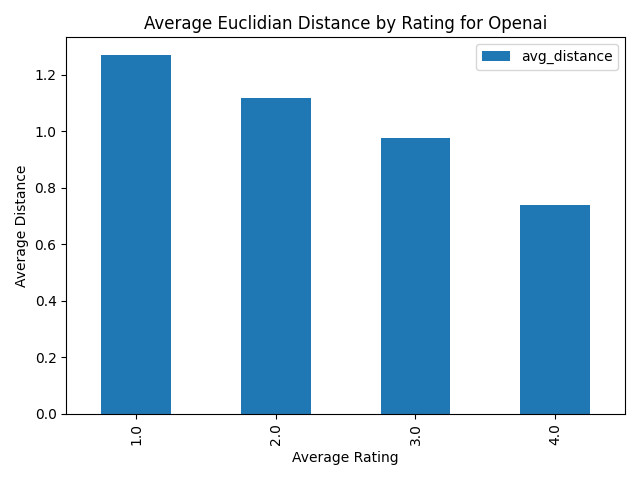 Average Euclidian Distance by Rating for Openai
avg_distance
1.2
1.0
0.8
0.6
0.4
0.2
0.0
Average Distance
1.0
2.0
3.0
4.0
Average Rating